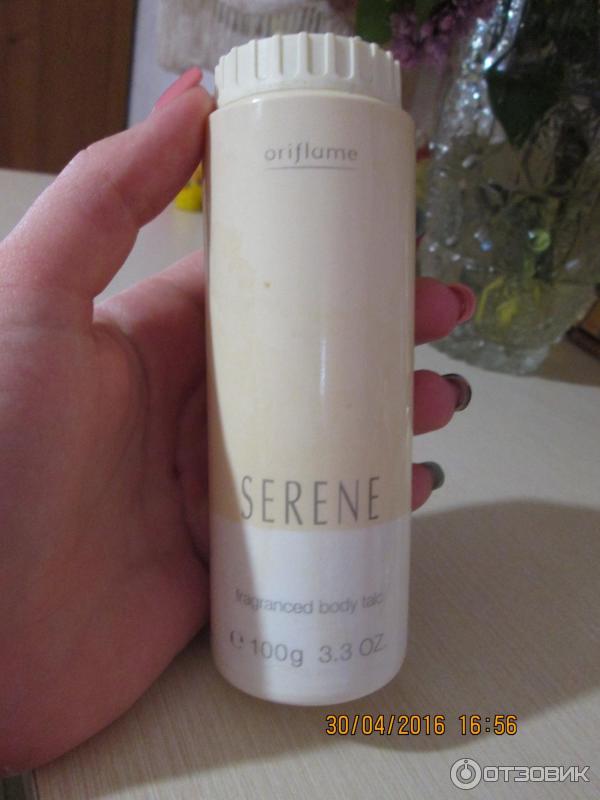 oriflame
SERENE
fragranced body talc
℮ 100g 3.3 OZ.
30/04/2016 16:56
ОТЗОВИК